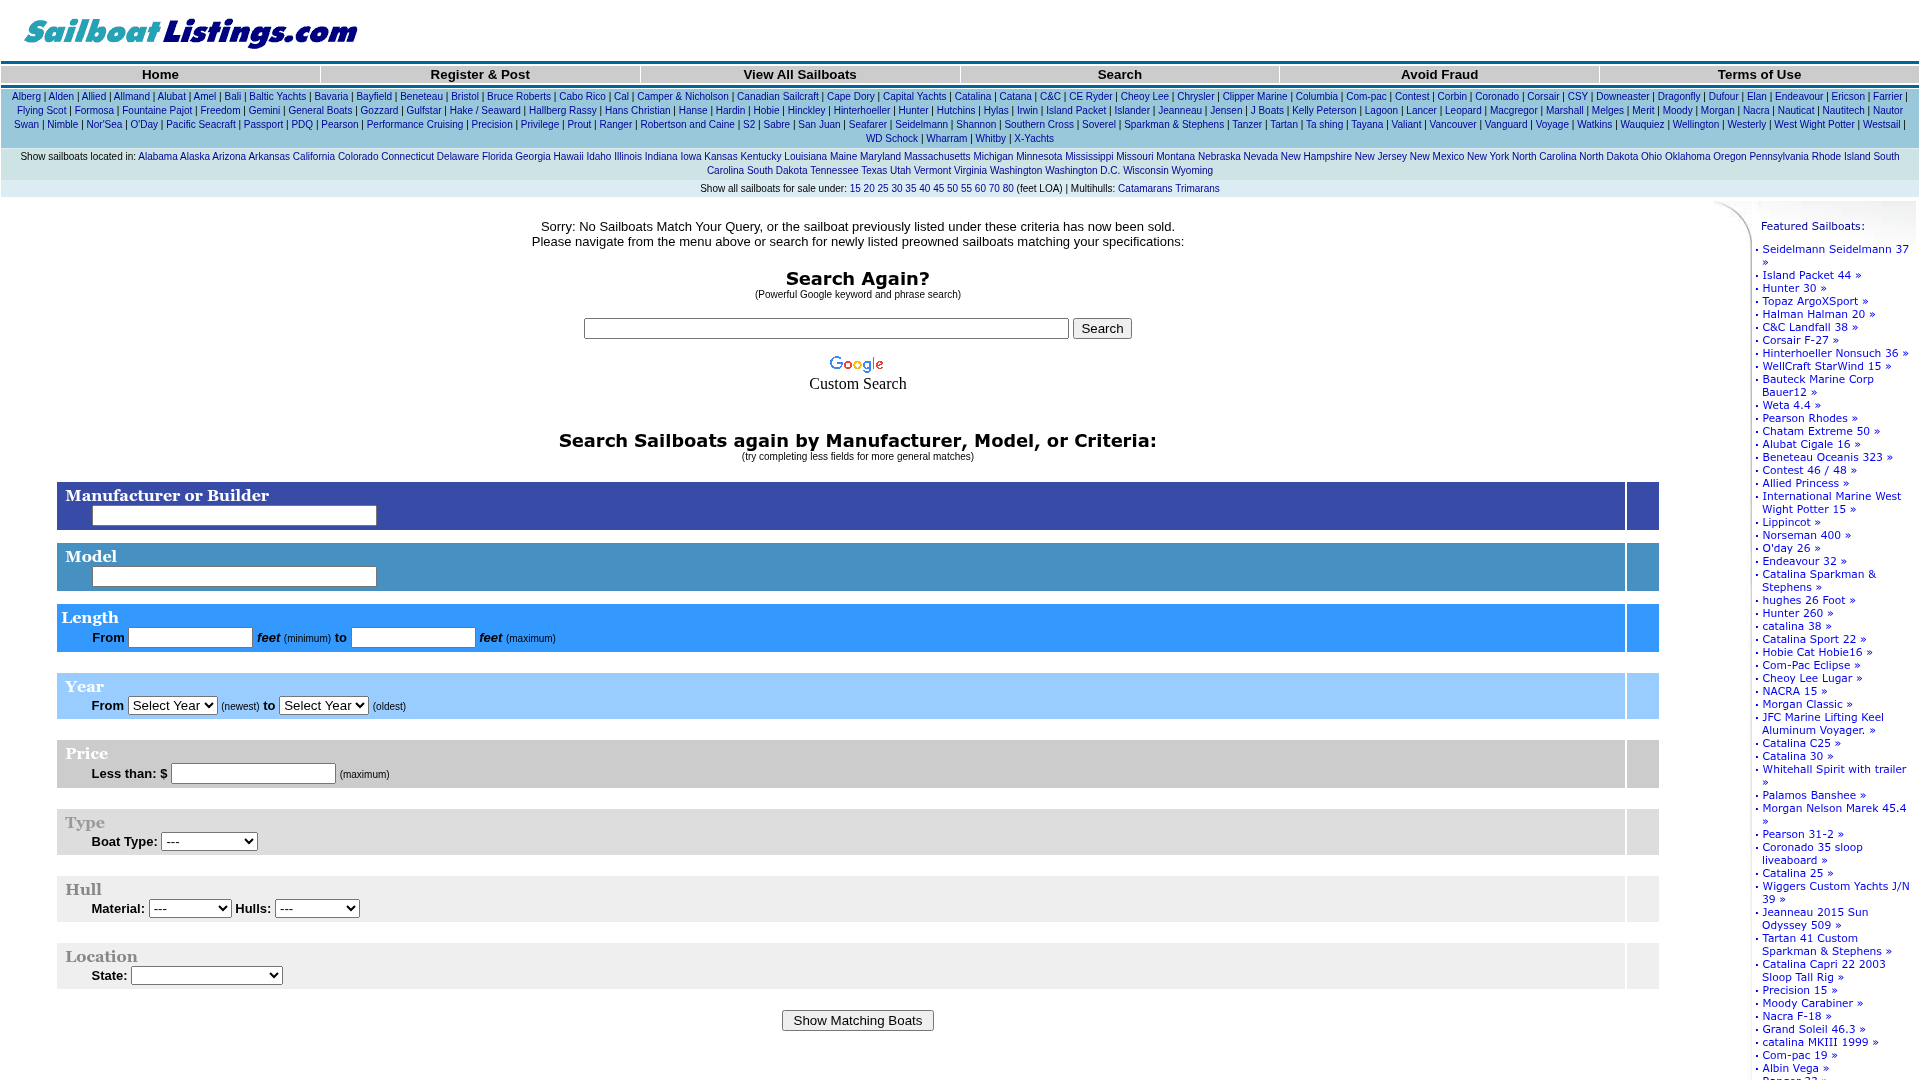 Sailboat Listings.com
Home Register & Post View All Sailboats Search Avoid Fraud Terms of Use
Alberg | Alden | Allied | Allmand | Alubat | Amel | Bali | Baltic Yachts | Bavaria | Bayfield | Beneteau | Bristol | Bruce Roberts | Cabo Rico | Cal | Camper & Nicholson | Canadian Sailcraft | Cape Dory | Capital Yachts | Catalina | Catana | C&C | CE Ryder | Cheoy Lee | Chrysler | Clipper Marine | Columbia | Com-pac | Contest | Corbin | Coronado | Corsair | CSY | Downeaster | Dragonfly | Dufour | Elan | Endeavour | Ericson | Farrier |
Flying Scot | Formosa | Fountaine Pajot | Freedom | Gemini | General Boats | Gozzard | Gulfstar | Hake / Seaward | Hallberg Rassy | Hans Christian | Hanse | Hardin | Hobie | Hinckley | Hinterhoeller | Hunter | Hutchins | Hylas | Irwin | Island Packet | Islander | Jeanneau | Jensen | J Boats | Kelly Peterson | Lagoon | Lancer | Leopard | Macgregor | Marshall | Melges | Merit | Moody | Morgan | Nacra | Nauticat | Nautitech | Nautor
Swan | Nimble | Nor'Sea | O'Day | Pacific Seacraft | Passport | PDQ | Pearson | Performance Cruising | Precision | Privilege | Prout | Ranger | Robertson and Caine | S2 | Sabre | San Juan | Seafarer | Seidelmann | Shannon | Southern Cross | Soverel | Sparkman & Stephens | Tanzer | Tartan | Ta shing | Tayana | Valiant | Vancouver | Vanguard | Voyage | Watkins | Wauquiez | Wellington | Westerly | West Wight Potter | Westsail |
WD Schock | Wharram | Whitby | X-Yachts
Show sailboats located in: Alabama Alaska Arizona Arkansas California Colorado Connecticut Delaware Florida Georgia Hawaii Idaho Illinois Indiana Iowa Kansas Kentucky Louisiana Maine Maryland Massachusetts Michigan Minnesota Mississippi Missouri Montana Nebraska Nevada New Hampshire New Jersey New Mexico New York North Carolina North Dakota Ohio Oklahoma Oregon Pennsylvania Rhode Island South
Carolina South Dakota Tennessee Texas Utah Vermont Virginia Washington Washington D.C. Wisconsin Wyoming
Show all sailboats for sale under: 15 20 25 30 35 40 45 50 55 60 70 80 (feet LOA) | Multihulls: Catamarans Trimarans
Sorry: No Sailboats Match Your Query, or the sailboat previously listed under these criteria has now been sold.
Please navigate from the menu above or search for newly listed preowned sailboats matching your specifications:
Search Again?
(Powerful Google keyword and phrase search)
Search
Google
Custom Search
Search Sailboats again by Manufacturer, Model, or Criteria:
(try completing less fields for more general matches)
Manufacturer or Builder
Model
Length
From feet (minimum) to feet (maximum)
Year
From Select Year (newest) to Select Year (oldest)
Price
Less than: $ (maximum)
Type
Boat Type: ---
Hull
Material: --- Hulls: ---
Location
State:
Show Matching Boats
Featured Sailboats:
· Seidelmann Seidelmann 37
»
· Island Packet 44 »
· Hunter 30 »
· Topaz ArgoXSport »
· Halman Halman 20 »
· C&C Landfall 38 »
· Corsair F-27 »
· Hinterhoeller Nonsuch 36 »
· WellCraft StarWind 15 »
· Bauteck Marine Corp
Bauer12 »
· Weta 4.4 »
· Pearson Rhodes »
· Chatam Extreme 50 »
· Alubat Cigale 16 »
· Beneteau Oceanis 323 »
· Contest 46 / 48 »
· Allied Princess »
· International Marine West
Wight Potter 15 »
· Lippincot »
· Norseman 400 »
· O'day 26 »
· Endeavour 32 »
· Catalina Sparkman &
Stephens »
· hughes 26 Foot »
· Hunter 260 »
· catalina 38 »
· Catalina Sport 22 »
· Hobie Cat Hobie16 »
· Com-Pac Eclipse »
· Cheoy Lee Lugar »
· NACRA 15 »
· Morgan Classic »
· JFC Marine Lifting Keel
Aluminum Voyager. »
· Catalina C25 »
· Catalina 30 »
· Whitehall Spirit with trailer
»
· Palamos Banshee »
· Morgan Nelson Marek 45.4
»
· Pearson 31-2 »
· Coronado 35 sloop
liveaboard »
· Catalina 25 »
· Wiggers Custom Yachts J/N
39 »
· Jeanneau 2015 Sun
Odyssey 509 »
· Tartan 41 Custom
Sparkman & Stephens »
· Catalina Capri 22 2003
Sloop Tall Rig »
· Precision 15 »
· Moody Carabiner »
· Nacra F-18 »
· Grand Soleil 46.3 »
· catalina MKIII 1999 »
· Com-pac 19 »
· Albin Vega »